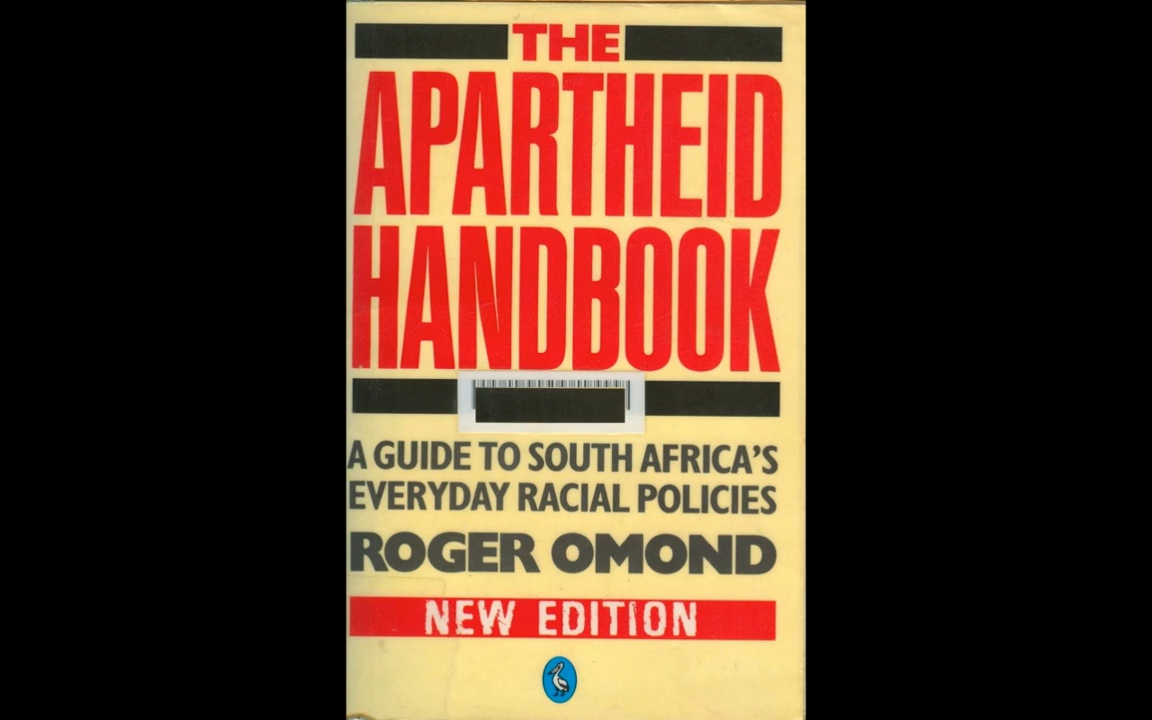 THE
APARTHEID
HANDBOOK
A GUIDE TO SOUTH AFRICA'S
EVERYDAY RACIAL POLICIES
ROGER OMOND
NEW EDITION